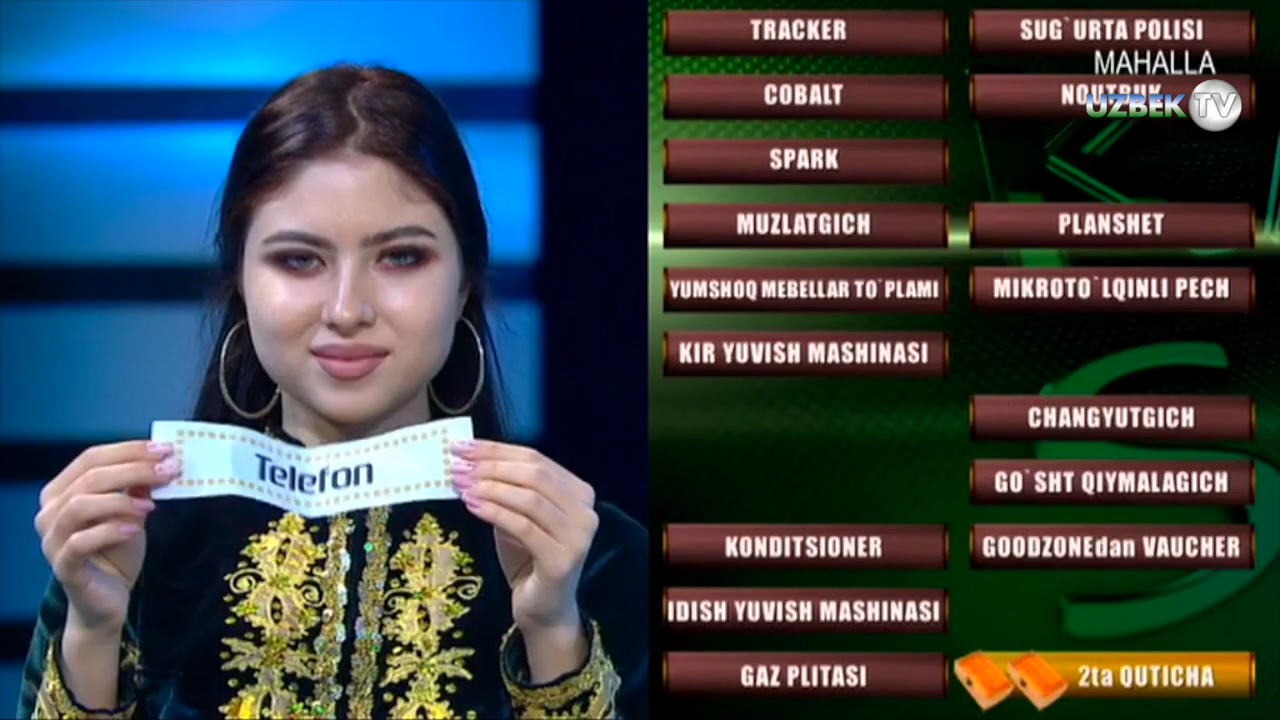 Telefon
TRACKER
COBALT
SPARK
MUZLATGICH
YUMSHOQ MEBELLAR TO`PLAMI
KIR YUVISH MASHINASI
KONDITSIONER
IDISH YUVISH MASHINASI
GAZ PLITASI
SUG`URTA POLISI
MAHALLA
NOUTBUK
UZBEK TV
PLANSHET
MIKROTO`LQINLI PECH
CHANGYUTGICH
GO`SHT QIYMALAGICH
GOODZONEdan VAUCHER
2ta QUTICHA